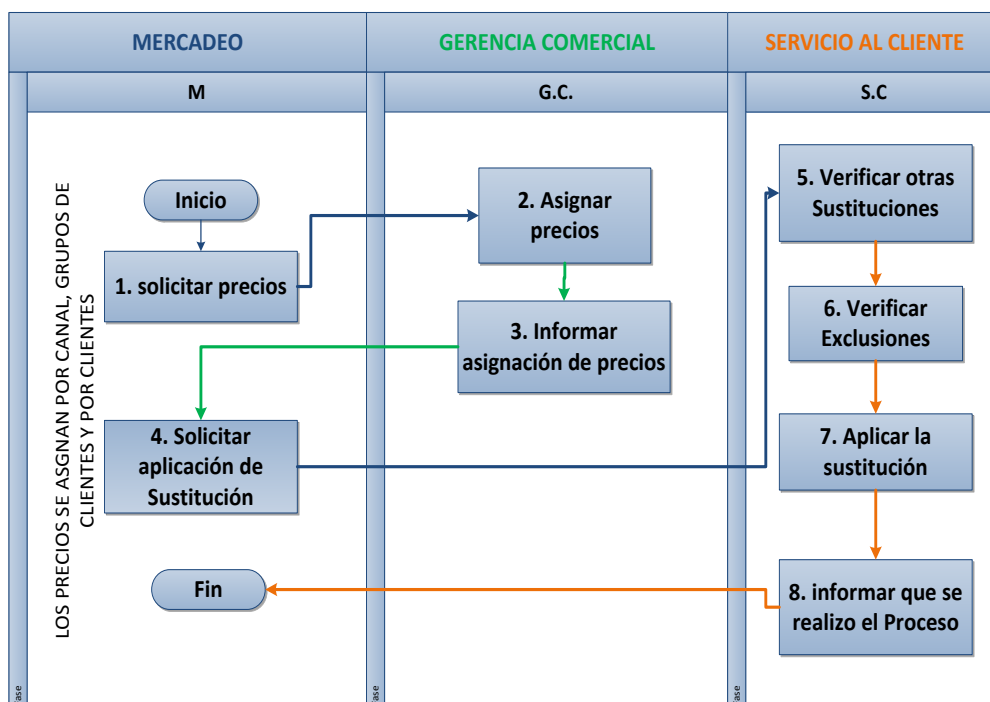 MERCADEO
GERENCIA COMERCIAL
SERVICIO AL CLIENTE
M
G.C.
S.C
LOS PRECIOS SE ASGNAN POR CANAL, GRUPOS DE
CLIENTES Y POR CLIENTES
Inicio
1. solicitar precios
2. Asignar
precios
3. Informar
asignación de precios
4. Solicitar
aplicación de
Sustitución
5. Verificar otras
Sustituciones
6. Verificar
Exclusiones
7. Aplicar la
sustitución
8. informar que se
realizo el Proceso
Fin